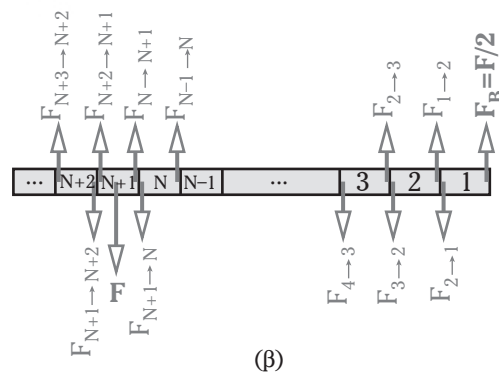 F_{N+3→N+2}
F_{N+2→N+1}
F_{N→N+1}
F_{N-1→N}
F_{2→3}
F_{1→2}
F_B=F/2
... N+2 N+1 N N-1 ... 3 2 1
F_{N+1→N+2}
F
F_{N+1→N}
F_{4→3}
F_{3→2}
F_{2→1}
(β)